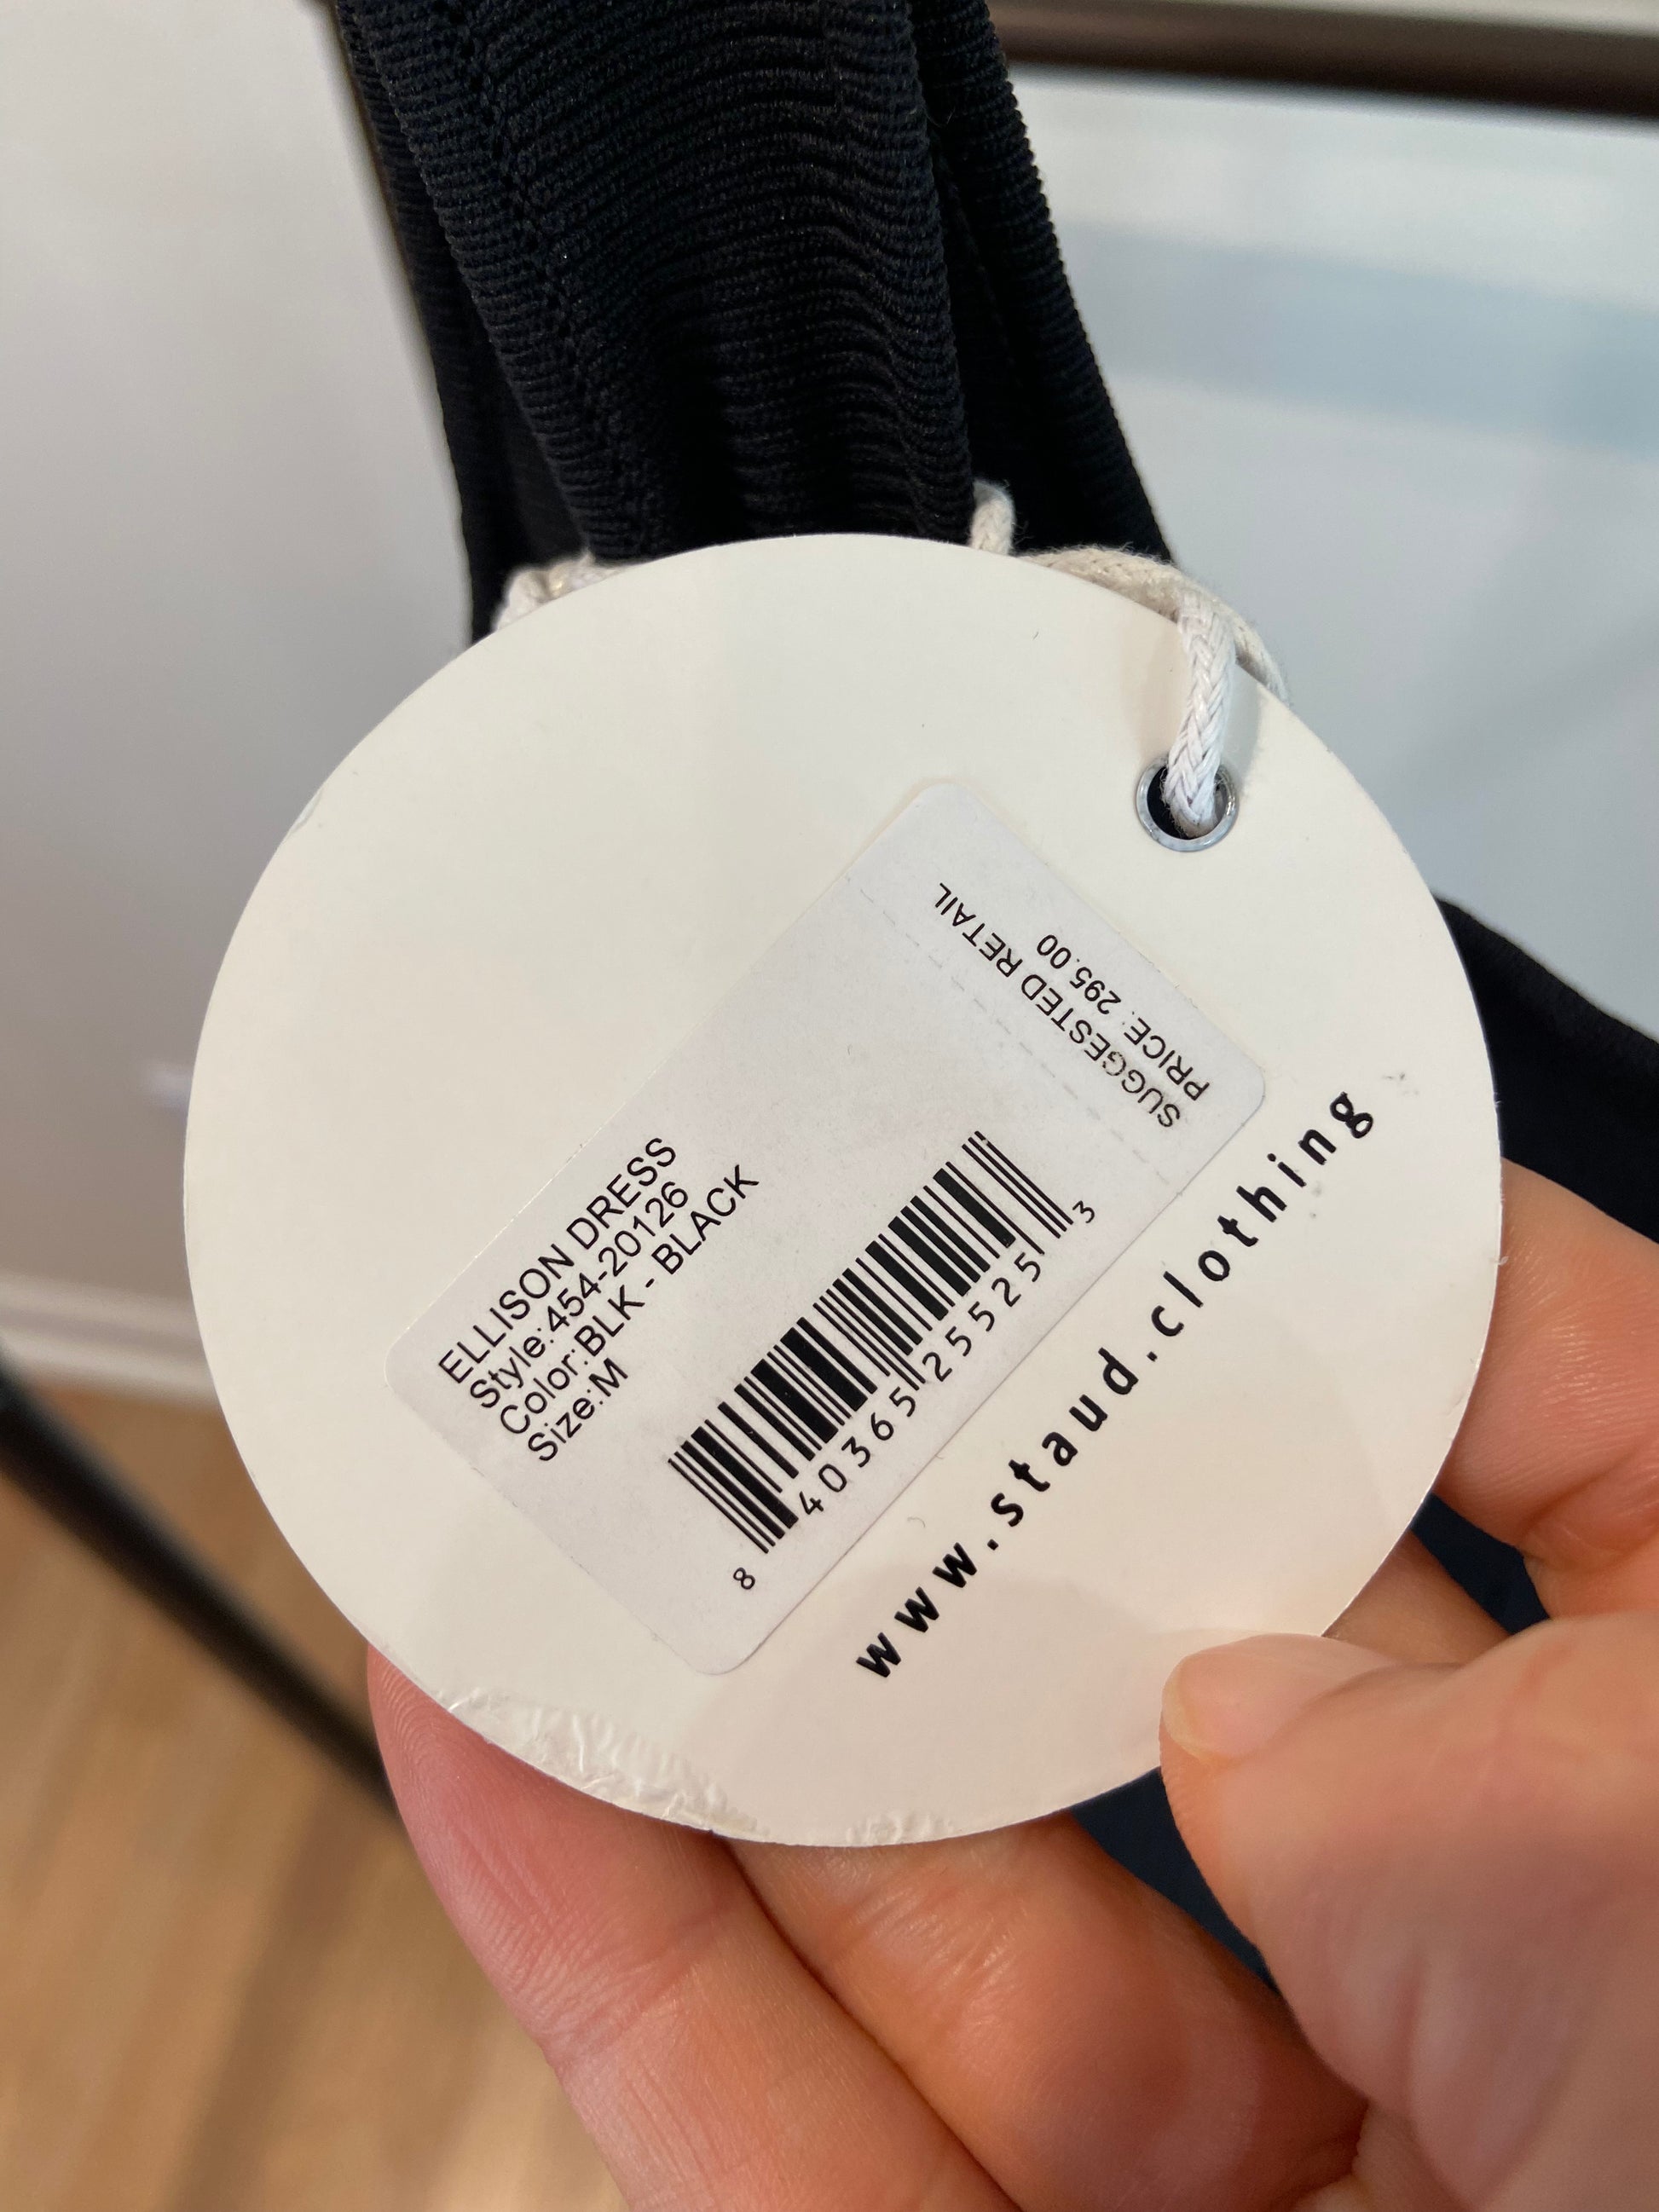 ELLISON DRESS
Style:454-20126
Color:BLK - BLACK
Size:M
8 40365 25525 3
SUGGESTED RETAIL
PRICE: 295.00
www.staud.clothing